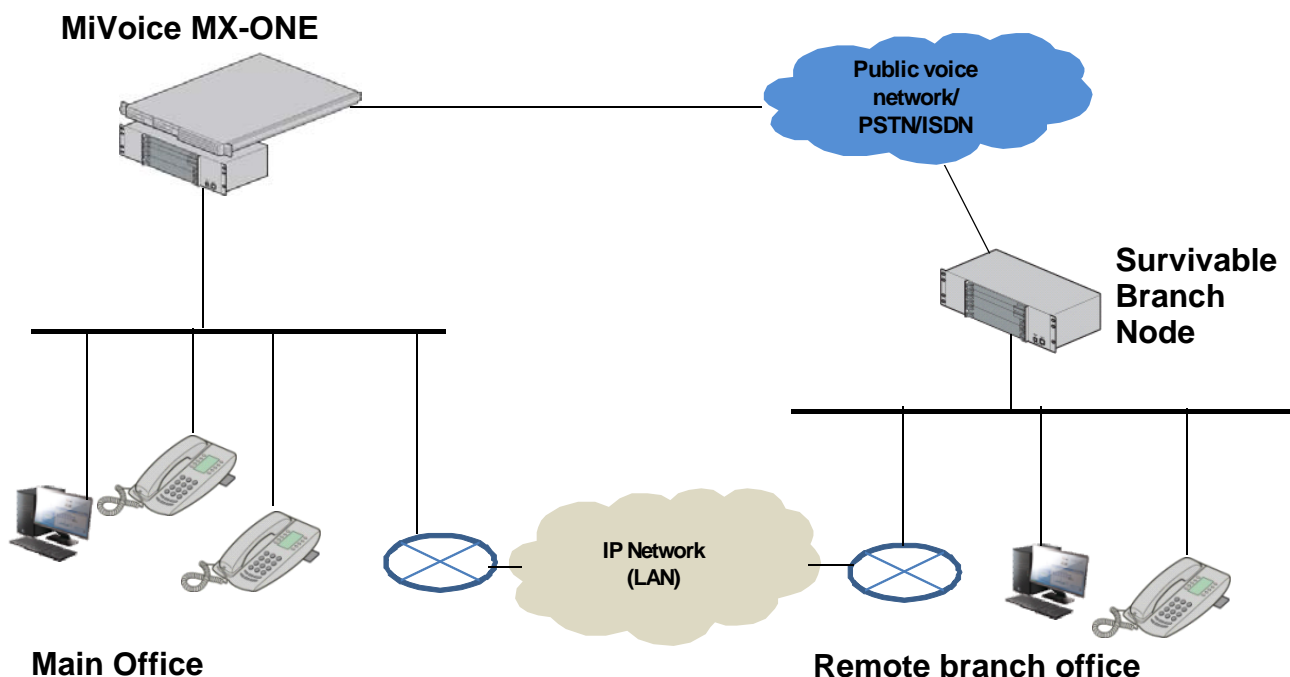 MiVoice MX-ONE
Public voice
network/
PSTN/ISDN
Survivable
Branch
Node
IP Network
(LAN)
Main Office
Remote branch office